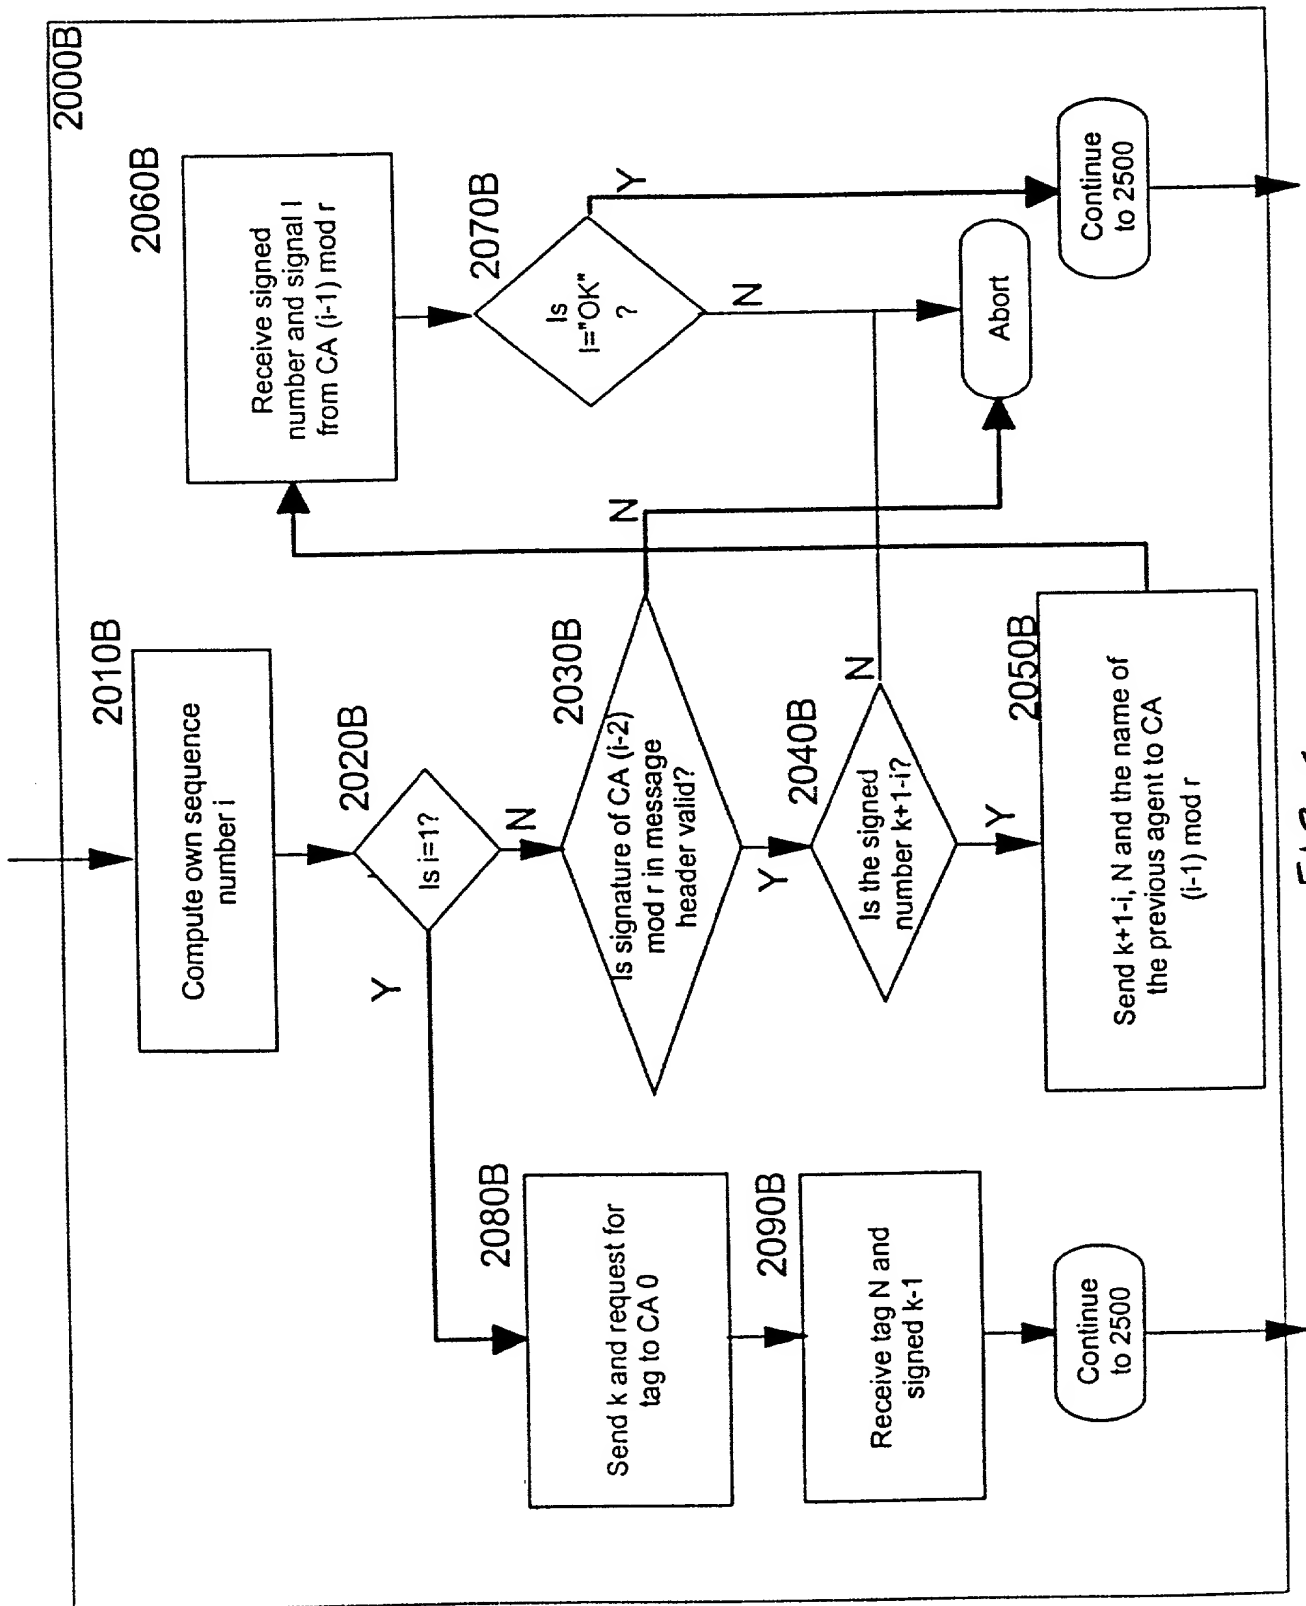 2000B
2010B
Compute own sequence
number i
2020B
Is i=1?
Y
N
2030B
Is signature of CA (i-2)
mod r in message
header valid?
N
Y
2040B
Is the signed
number k+1-i?
N
Y
2050B
Send k+1-i, N and the name of
the previous agent to CA
(i-1) mod r
2060B
Receive signed
number and signal I
from CA (i-1) mod r
2070B
Is
I="OK"
?
Y
N
Abort
Continue
to 2500
2080B
Send k and request for
tag to CA 0
2090B
Receive tag N and
signed k-1
Continue
to 2500